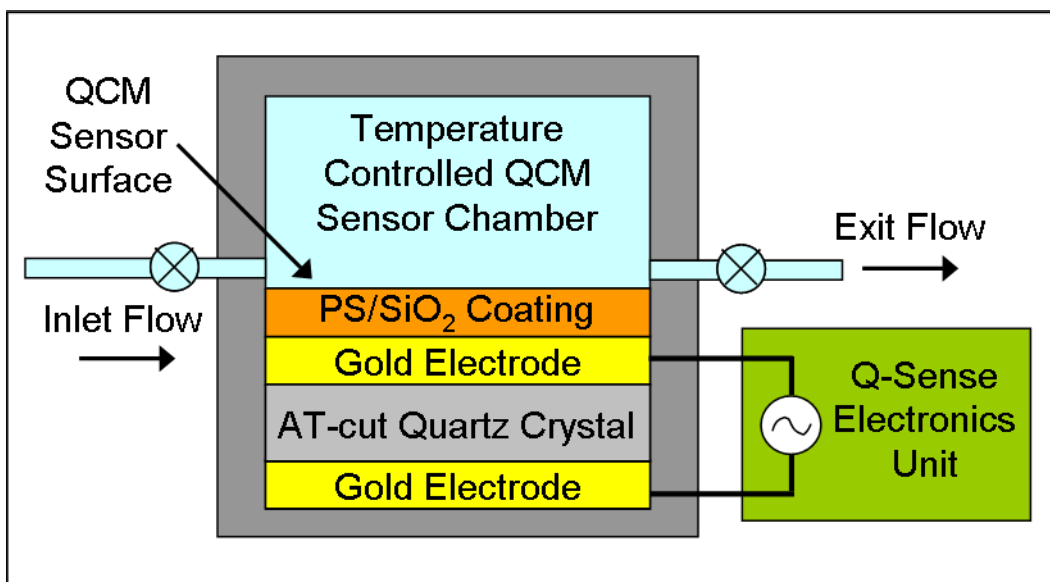 QCM
Sensor
Surface
Temperature
Controlled QCM
Sensor Chamber
Exit Flow
Inlet Flow
PS/SiO₂ Coating
Gold Electrode
AT-cut Quartz Crystal
Gold Electrode
Q-Sense
Electronics
Unit